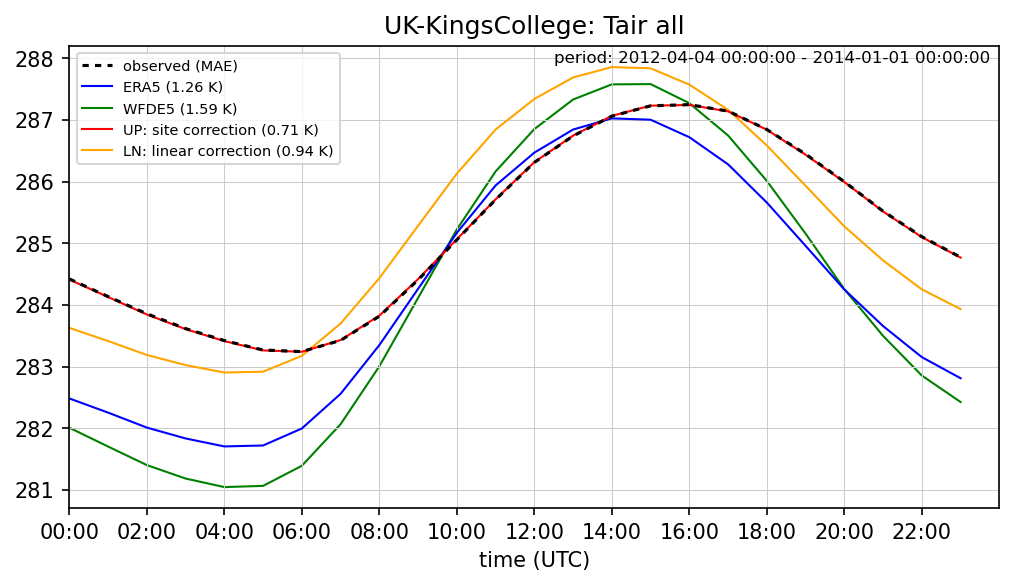 UK-KingsCollege: Tair all
period: 2012-04-04 00:00:00 - 2014-01-01 00:00:00
observed (MAE)
ERA5 (1.26 K)
WFDE5 (1.59 K)
UP: site correction (0.71 K)
LN: linear correction (0.94 K)
288
287
286
285
284
283
282
281
00:00 02:00 04:00 06:00 08:00 10:00 12:00 14:00 16:00 18:00 20:00 22:00
time (UTC)